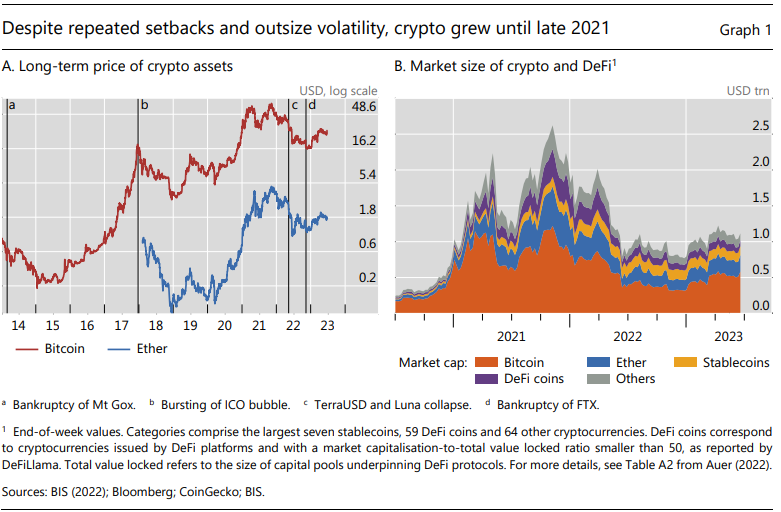 Despite repeated setbacks and outsize volatility, crypto grew until late 2021
Graph 1
A. Long-term price of crypto assets
B. Market size of crypto and DeFi¹
USD, log scale
USD trn
a
b
c
d
48.6
16.2
5.4
1.8
0.6
0.2
14 15 16 17 18 19 20 21 22 23
Bitcoin
Ether
2.5
2.0
1.5
1.0
0.5
0.0
2021 2022 2023
Market cap:
Bitcoin
Ether
Stablecoins
DeFi coins
Others
ᵃ Bankruptcy of Mt Gox. ᵇ Bursting of ICO bubble. ᶜ TerraUSD and Luna collapse. ᵈ Bankruptcy of FTX.
¹ End-of-week values. Categories comprise the largest seven stablecoins, 59 DeFi coins and 64 other cryptocurrencies. DeFi coins correspond
to cryptocurrencies issued by DeFi platforms and with a market capitalisation-to-total value locked ratio smaller than 50, as reported by
DeFiLlama. Total value locked refers to the size of capital pools underpinning DeFi protocols. For more details, see Table A2 from Auer (2022).
Sources: BIS (2022); Bloomberg; CoinGecko; BIS.